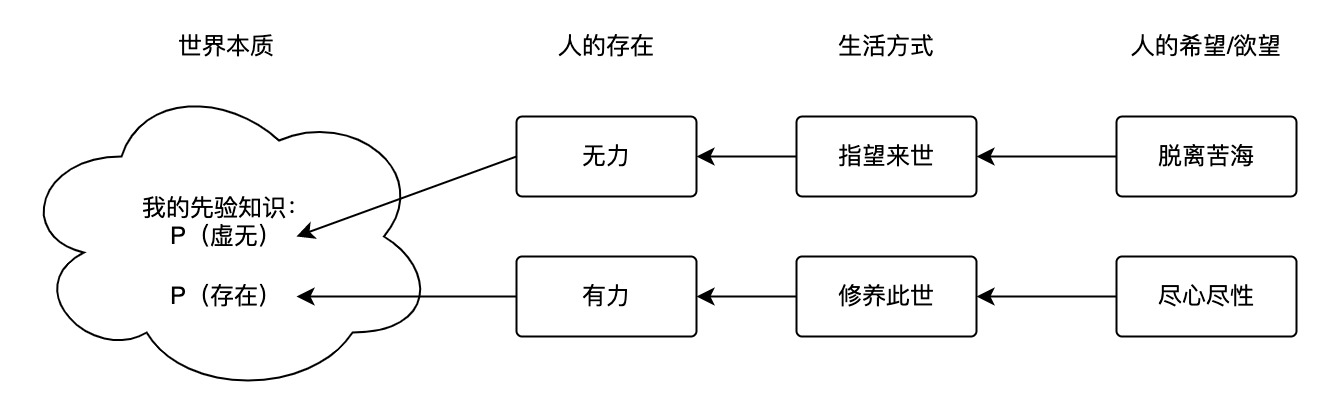 世界本质
人的存在
生活方式
人的希望/欲望
无力
指望来世
脱离苦海
我的先验知识：
P（虚无）
P（存在）
有力
修养此世
尽心尽性